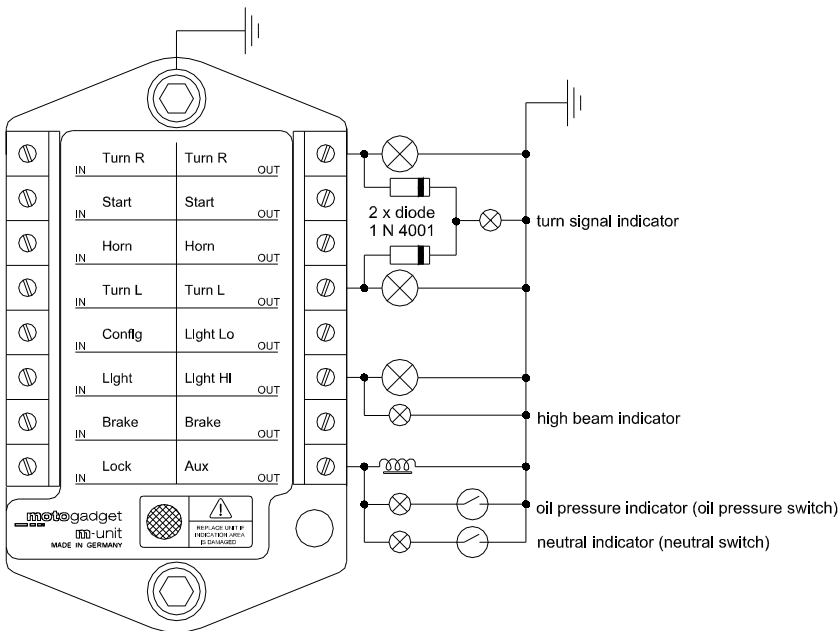 Turn R Turn R
IN OUT
Start Start
IN OUT
Horn Horn
IN OUT
Turn L Turn L
IN OUT
Config Light Lo
IN OUT
Light Light HI
IN OUT
Brake Brake
IN OUT
Lock Aux
IN OUT
motogadget
m-unit
MADE IN GERMANY
REPLACE UNIT IF
INDICATION AREA
IS DAMAGED
2 x diode
1 N 4001
turn signal indicator
high beam indicator
oil pressure indicator (oil pressure switch)
neutral indicator (neutral switch)